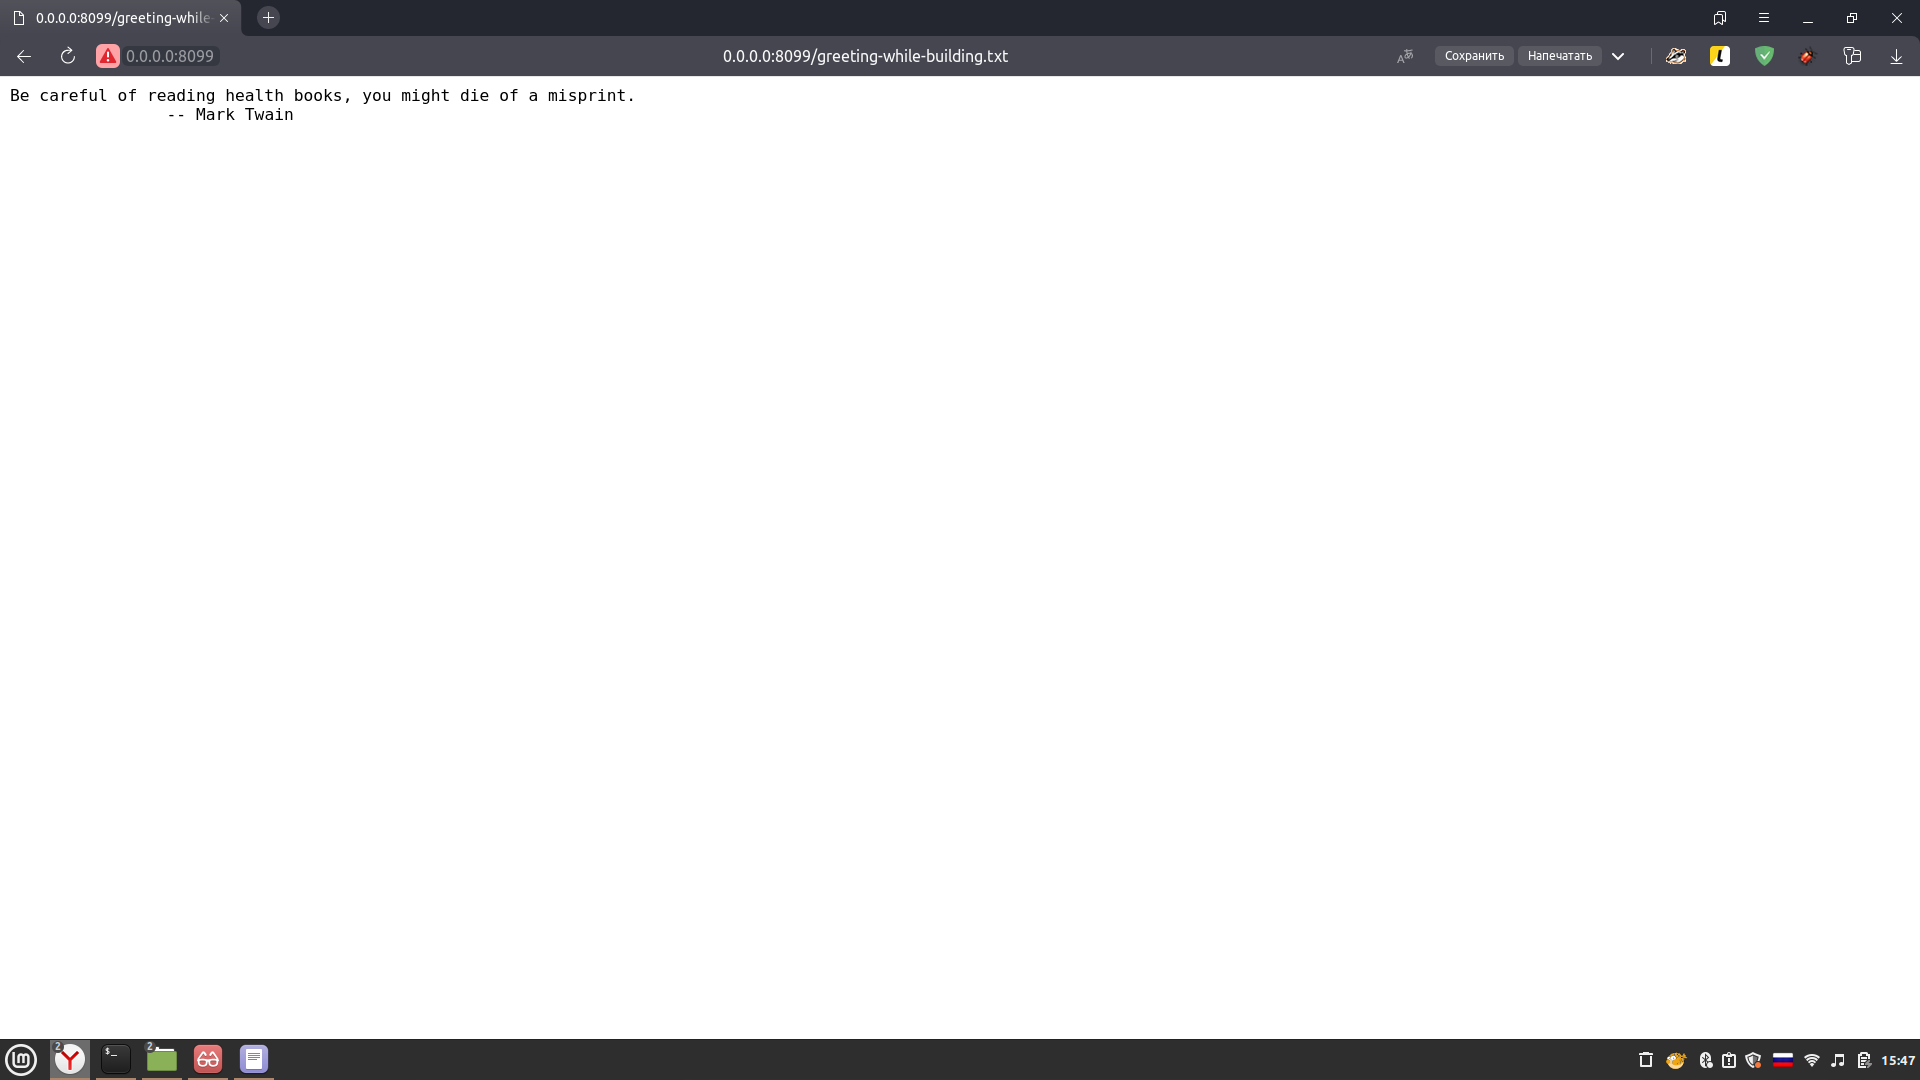 0.0.0.0:8099/greeting-while-
0.0.0.0:8099
0.0.0.0:8099/greeting-while-building.txt
Сохранить
Напечатать
Be careful of reading health books, you might die of a misprint.
-- Mark Twain
2
$_
2
15:47